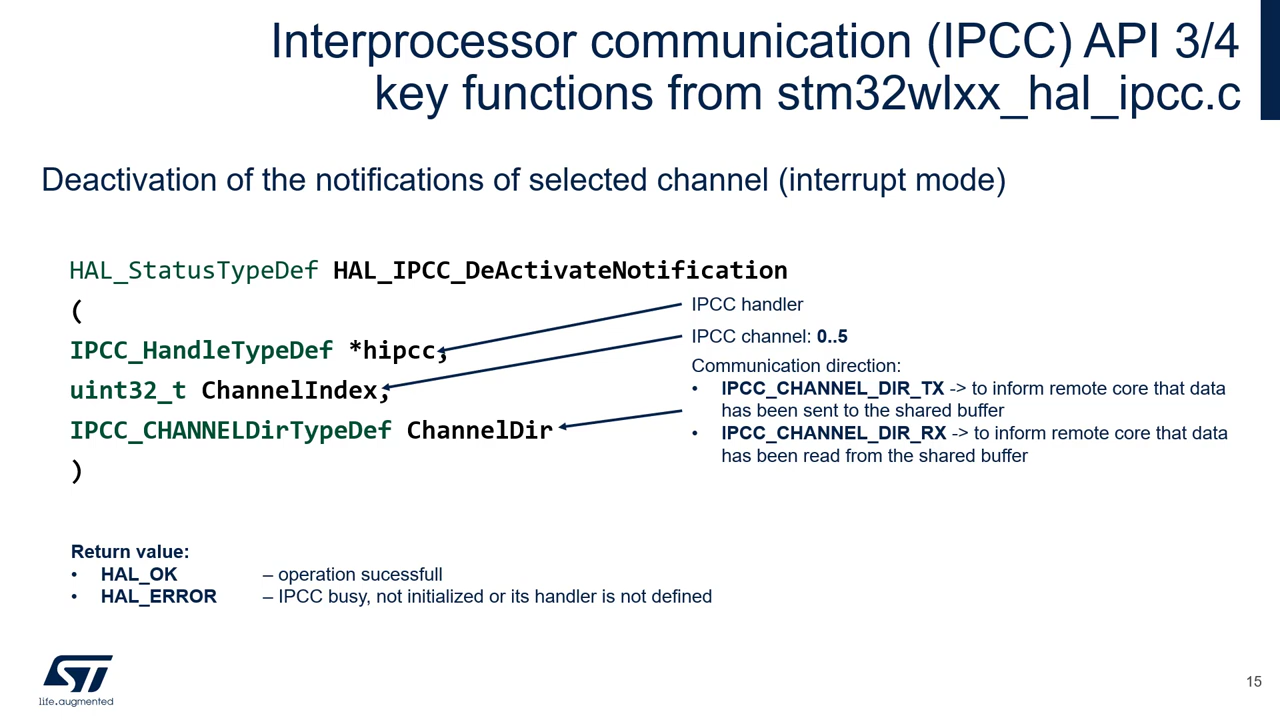 Interprocessor communication (IPCC) API 3/4
key functions from stm32wlxx_hal_ipcc.c
Deactivation of the notifications of selected channel (interrupt mode)
HAL_StatusTypeDef HAL_IPCC_DeActivateNotification
(
IPCC_HandleTypeDef *hipcc,
uint32_t ChannelIndex,
IPCC_CHANNELDirTypeDef ChannelDir
)
IPCC handler
IPCC channel: 0..5
Communication direction:
• IPCC_CHANNEL_DIR_TX -> to inform remote core that data
has been sent to the shared buffer
• IPCC_CHANNEL_DIR_RX -> to inform remote core that data
has been read from the shared buffer
Return value:
• HAL_OK – operation sucessfull
• HAL_ERROR – IPCC busy, not initialized or its handler is not defined
ST
life.augmented
15